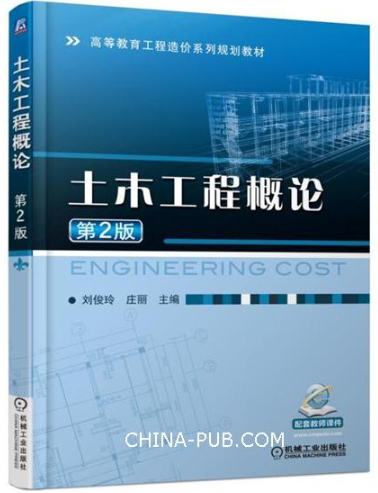 高等教育工程造价系列规划教材
土木工程概论
第2版
土木工程概论
第2版
ENGINEERING COST
刘俊玲 庄丽 主编
配套教师课件
CHINA-PUB.COM
机械工业出版社
CHINA MACHINE PRESS
机械工业出版社